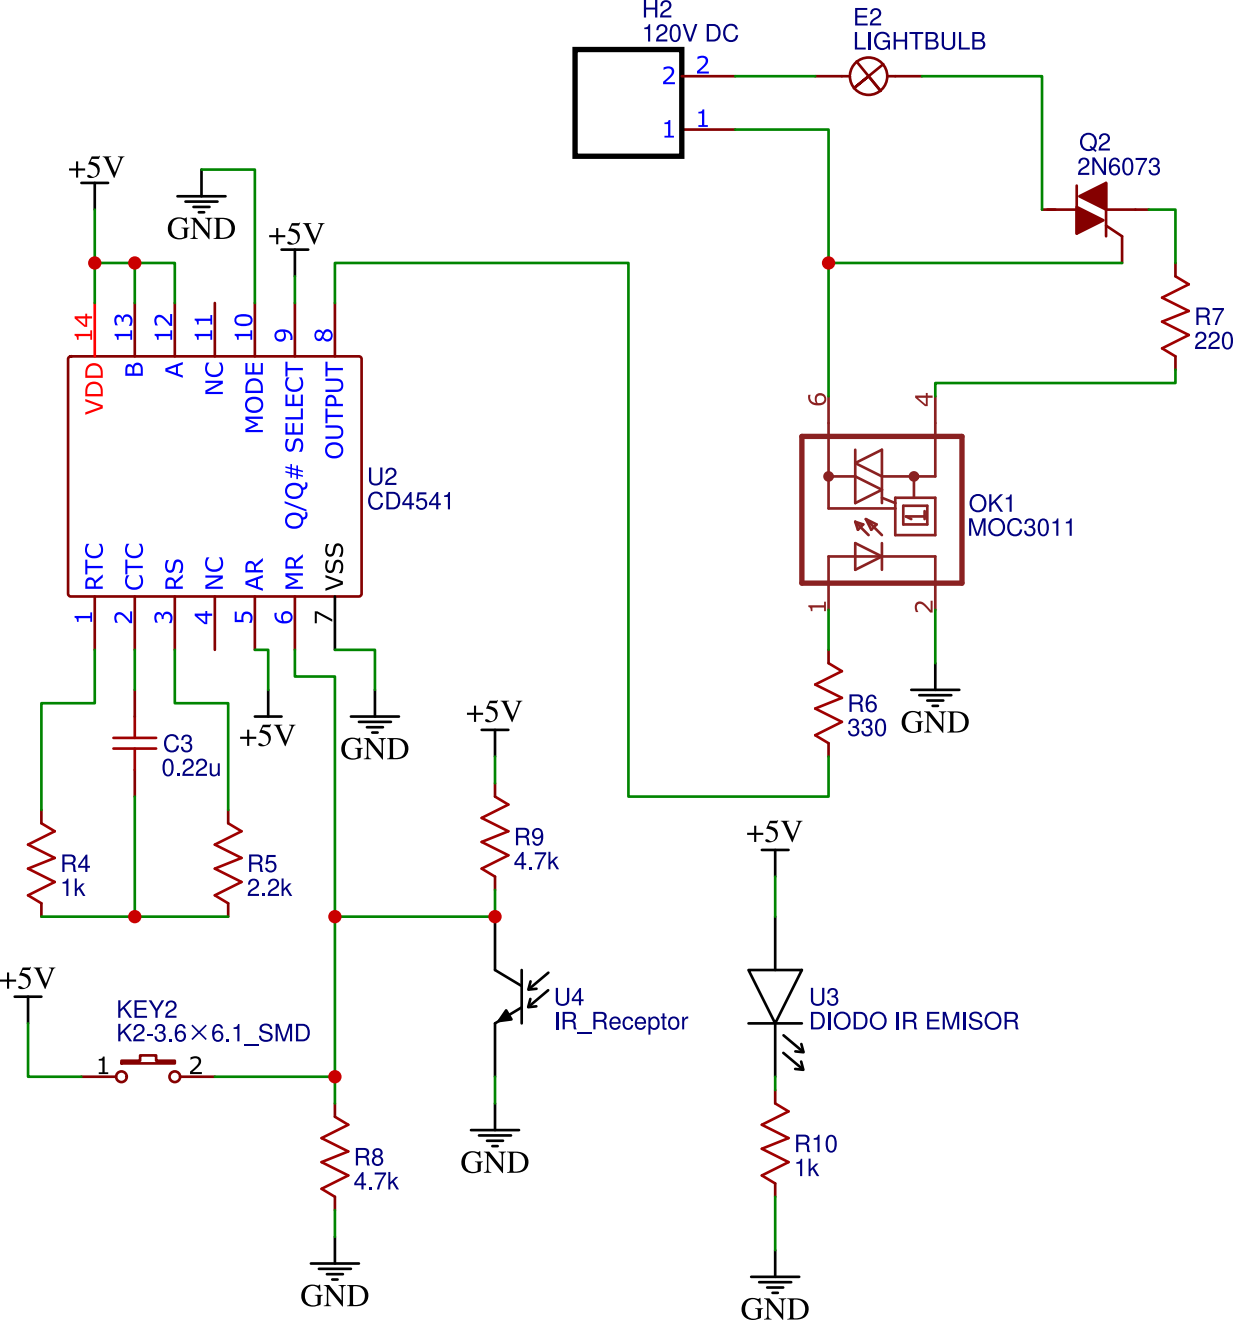 H2
120V DC
2
2
1
1
E2
LIGHTBULB
Q2
2N6073
R7
220
+5V
GND
+5V
14
13
12
11
10
9
8
VDD
B
A
NC
MODE
Q/Q# SELECT
OUTPUT
U2
CD4541
RTC
CTC
RS
NC
AR
MR
VSS
1
2
3
4
5
6
7
6
4
1
OK1
MOC3011
1
2
R6
330
GND
C3
0.22u
+5V
GND
+5V
R9
4.7k
R4
1k
R5
2.2k
+5V
+5V
KEY2
K2-3.6×6.1_SMD
1
2
U4
IR_Receptor
U3
DIODO IR EMISOR
R8
4.7k
GND
R10
1k
GND
GND